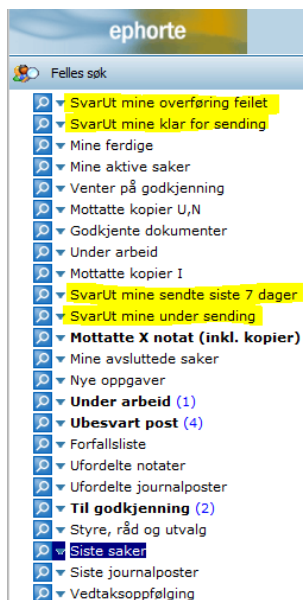 ephorte
Felles søk
SvarUt mine overføring feilet
SvarUt mine klar for sending
Mine ferdige
Mine aktive saker
Venter på godkjenning
Mottatte kopier U,N
Godkjente dokumenter
Under arbeid
Mottatte kopier I
SvarUt mine sendte siste 7 dager
SvarUt mine under sending
Mottatte X notat (inkl. kopier)
Mine avsluttede saker
Nye oppgaver
Under arbeid (1)
Ubesvart post (4)
Forfallsliste
Ufordelte notater
Ufordelte journalposter
Til godkjenning (2)
Styre, råd og utvalg
Siste saker
Siste journalposter
Vedtaksoppfølging